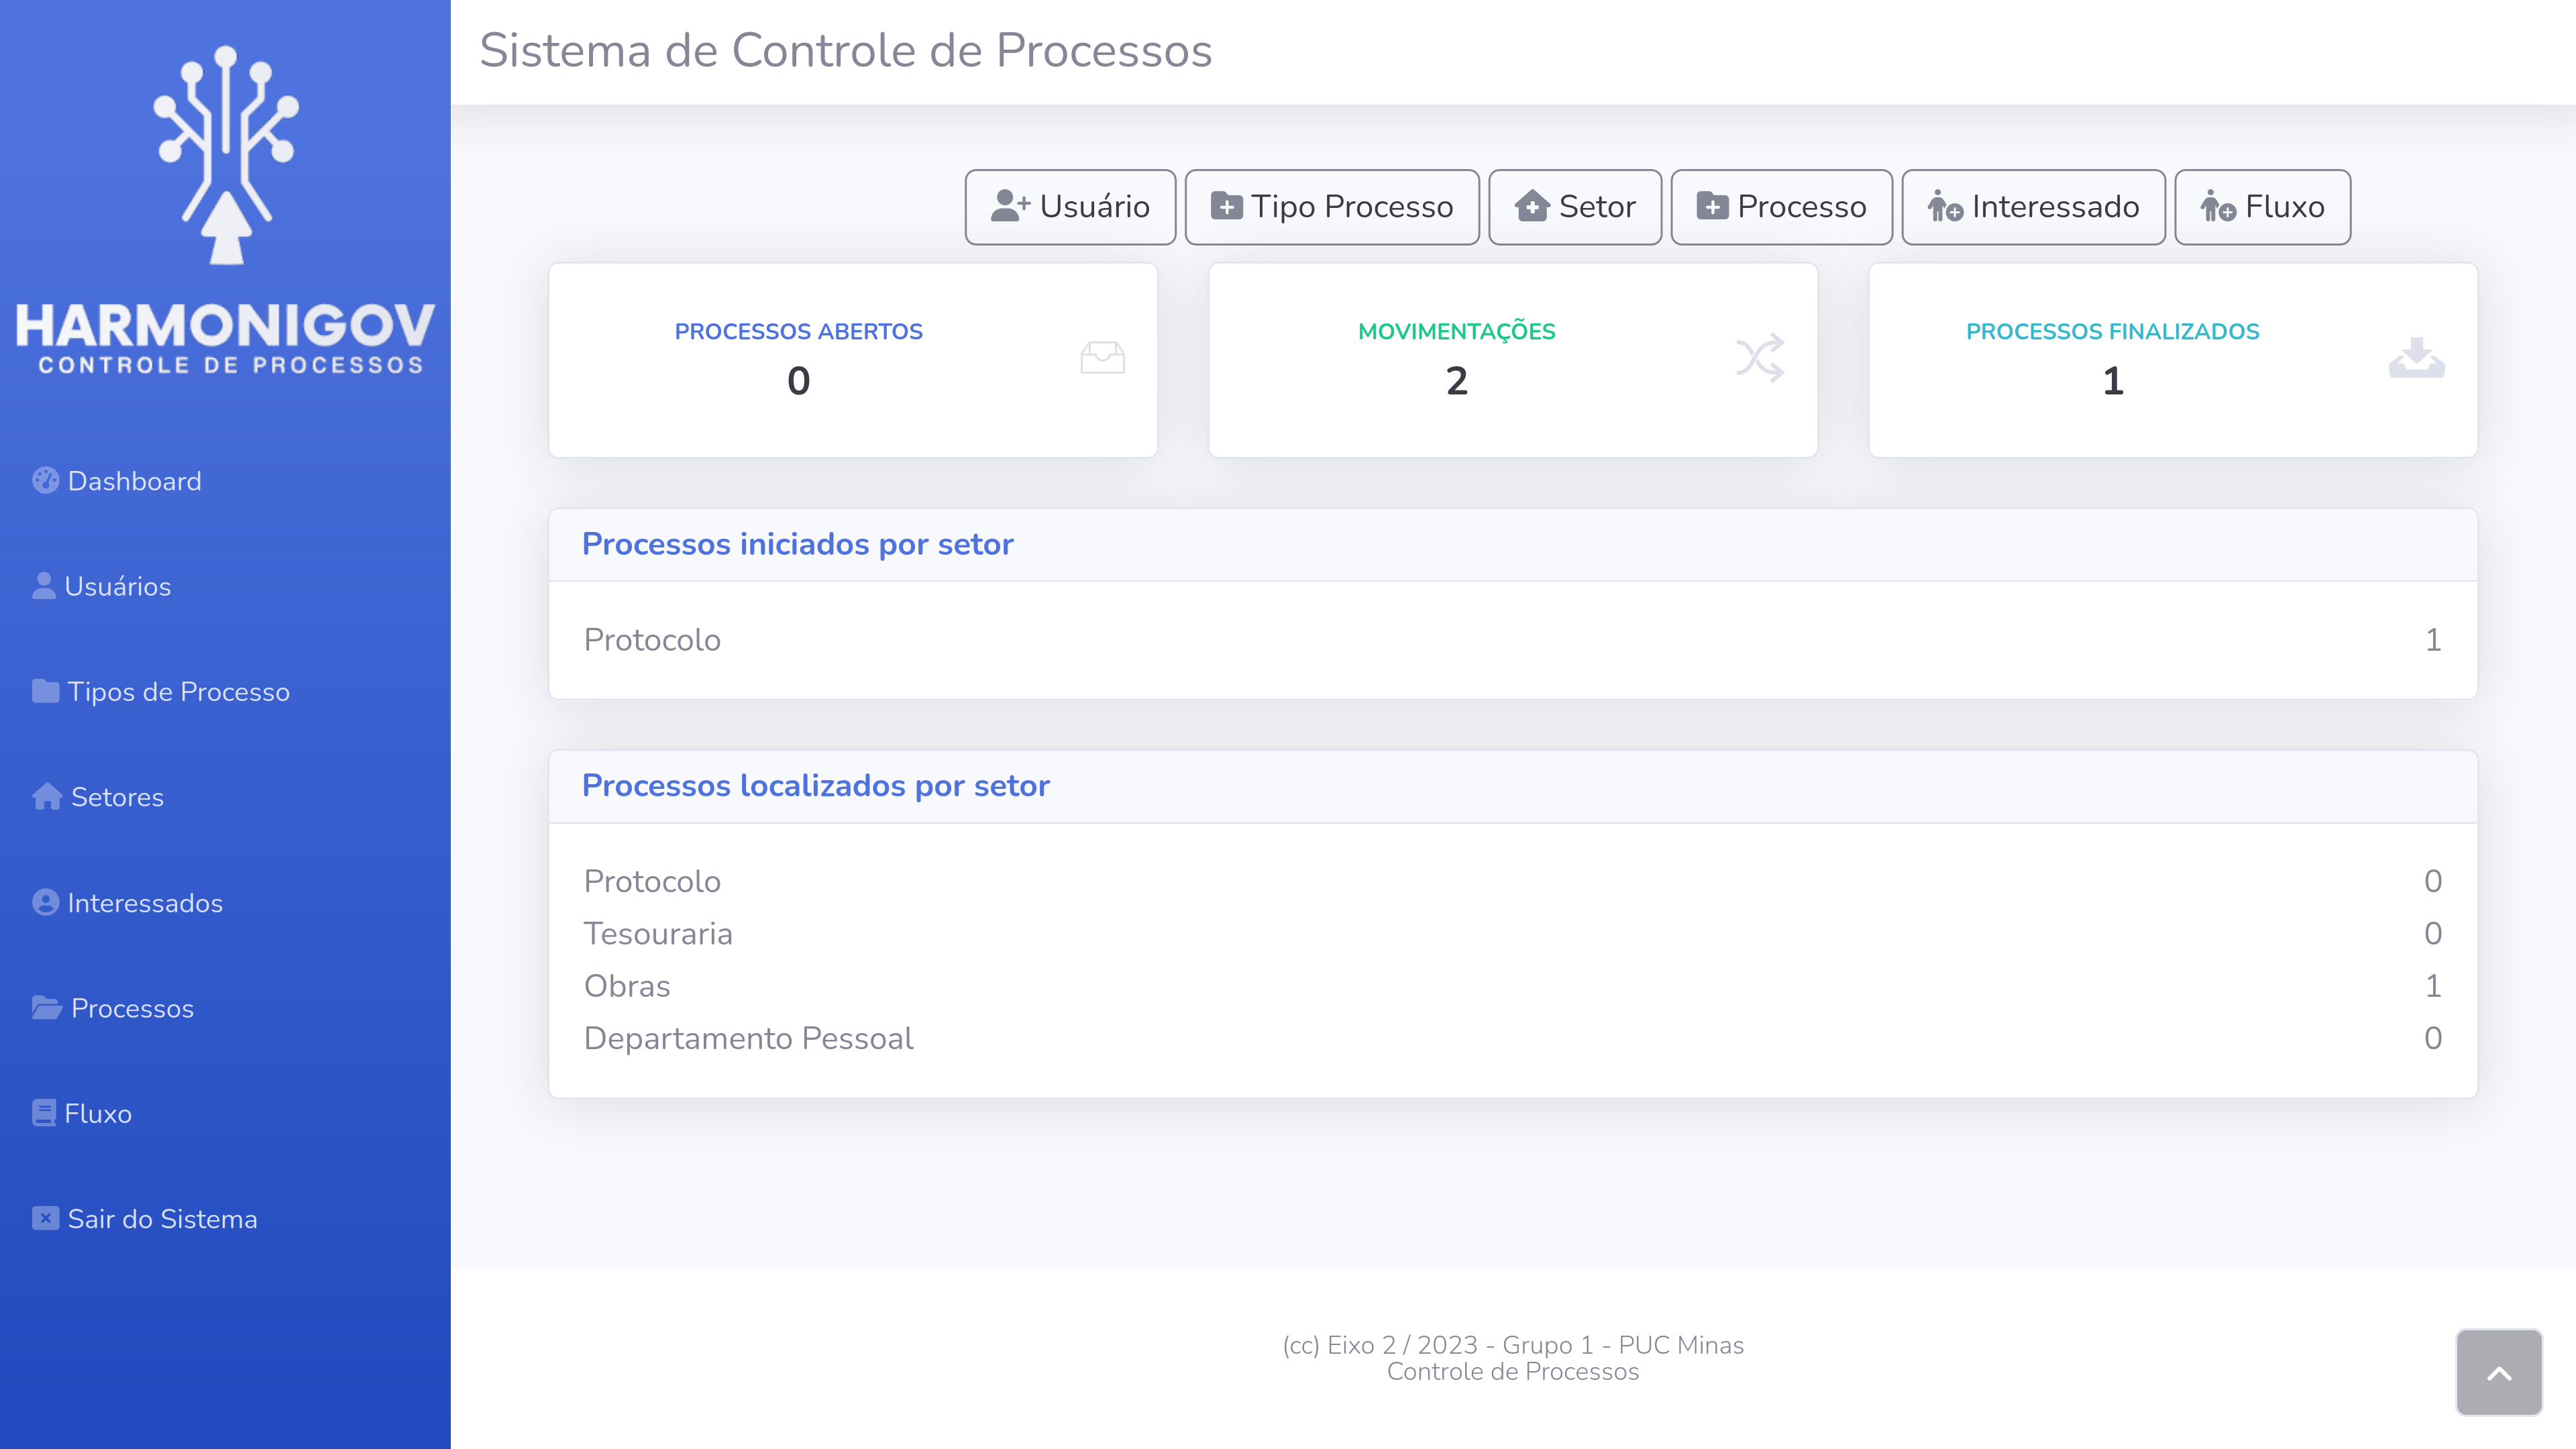 HARMONIGOV
CONTROLE DE PROCESSOS
Dashboard
Usuários
Tipos de Processo
Setores
Interessados
Processos
Fluxo
Sair do Sistema
Sistema de Controle de Processos
Usuário
Tipo Processo
Setor
Processo
Interessado
Fluxo
PROCESSOS ABERTOS
0
MOVIMENTAÇÕES
2
PROCESSOS FINALIZADOS
1
Processos iniciados por setor
Protocolo 1
Processos localizados por setor
Protocolo 0
Tesouraria 0
Obras 1
Departamento Pessoal 0
(cc) Eixo 2 / 2023 - Grupo 1 - PUC Minas
Controle de Processos